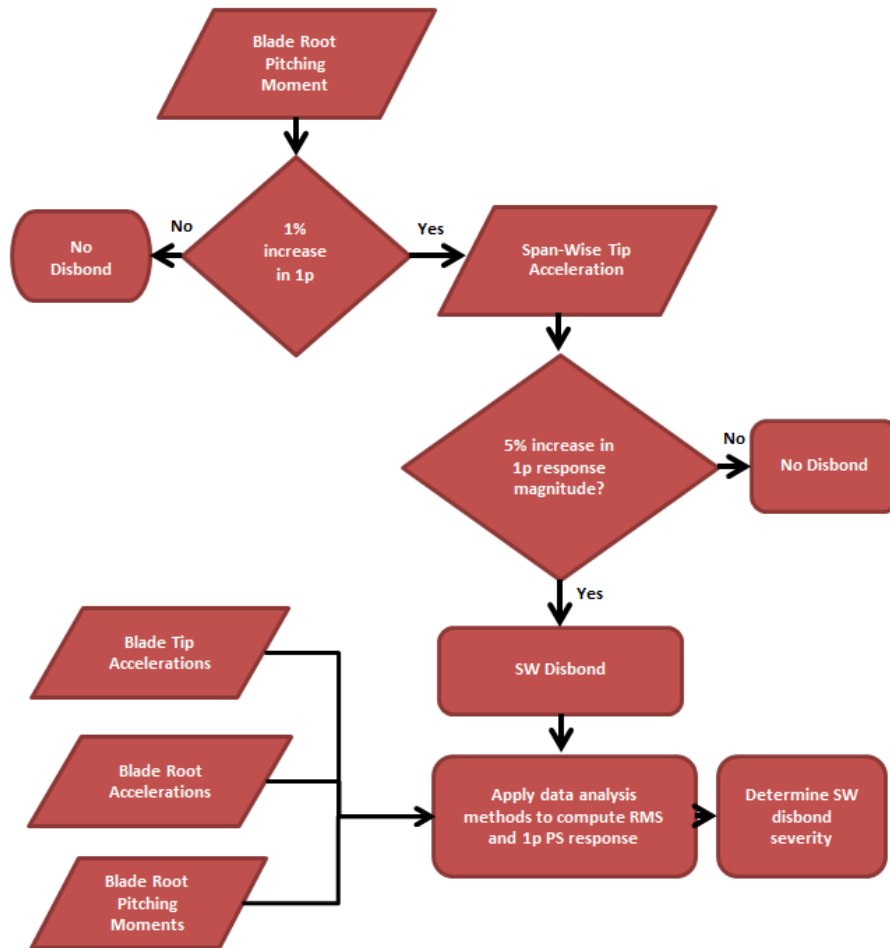 Blade Root
Pitching
Moment
1%
increase
in 1p
No
No
Disbond
Yes
Span-Wise Tip
Acceleration
5% increase in
1p response
magnitude?
No
No Disbond
Yes
SW Disbond
Blade Tip
Accelerations
Blade Root
Accelerations
Blade Root
Pitching
Moments
Apply data analysis
methods to compute RMS
and 1p PS response
Determine SW
disbond
severity